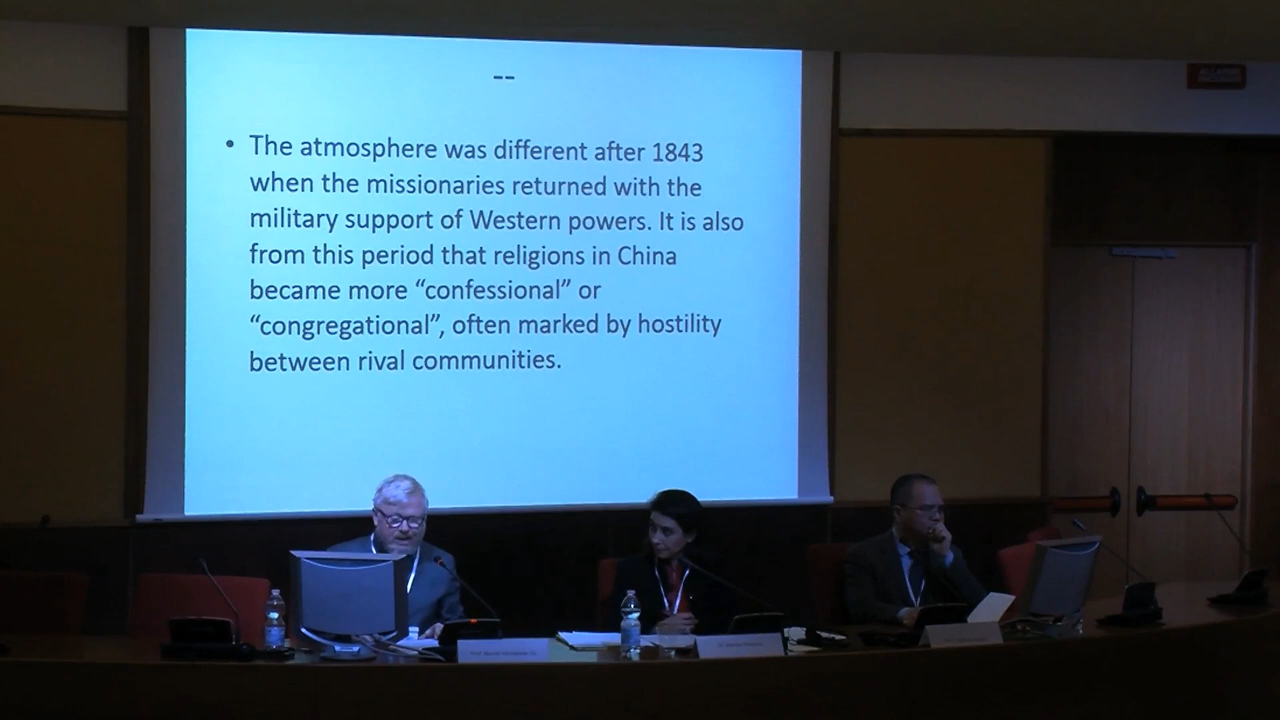 --
• The atmosphere was different after 1843
when the missionaries returned with the
military support of Western powers. It is also
from this period that religions in China
became more “confessional” or
“congregational”, often marked by hostility
between rival communities.